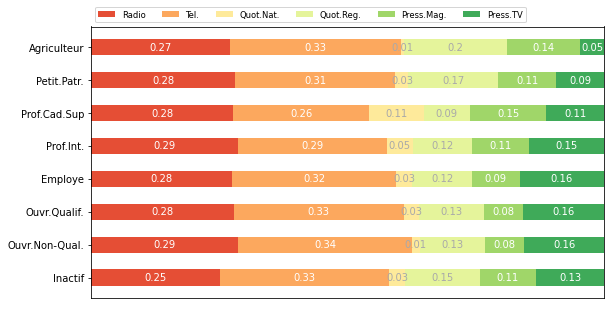 Radio Tel. Quot.Nat. Quot.Reg. Press.Mag. Press.TV
Agriculteur 0.27 0.33 0.01 0.2 0.14 0.05
Petit.Patr. 0.28 0.31 0.03 0.17 0.11 0.09
Prof.Cad.Sup 0.28 0.26 0.11 0.09 0.15 0.11
Prof.Int. 0.29 0.29 0.05 0.12 0.11 0.15
Employe 0.28 0.32 0.03 0.12 0.09 0.16
Ouvr.Qualif. 0.28 0.33 0.03 0.13 0.08 0.16
Ouvr.Non-Qual. 0.29 0.34 0.01 0.13 0.08 0.16
Inactif 0.25 0.33 0.03 0.15 0.11 0.13